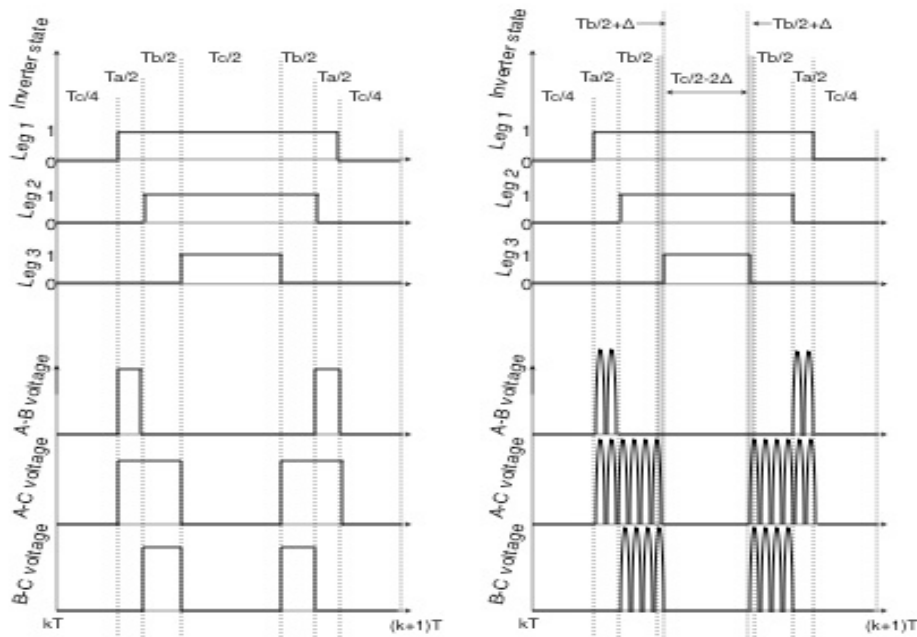 Inverter state
Tb/2
Tc/2
Tb/2
Ta/2
Ta/2
Tc/4
Tc/4
Leg 1
1
0
Leg 2
1
0
Leg 3
1
0
A-B voltage
A-C voltage
B-C voltage
kT
(k+1)T
Inverter state
Tb/2+Δ
Tb/2+Δ
Tb/2
Tb/2
Ta/2
Tc/2-2Δ
Ta/2
Tc/4
Tc/4
Leg 1
1
0
Leg 2
1
0
Leg 3
1
0
A-B voltage
A-C voltage
B-C voltage
kT
(k+1)T